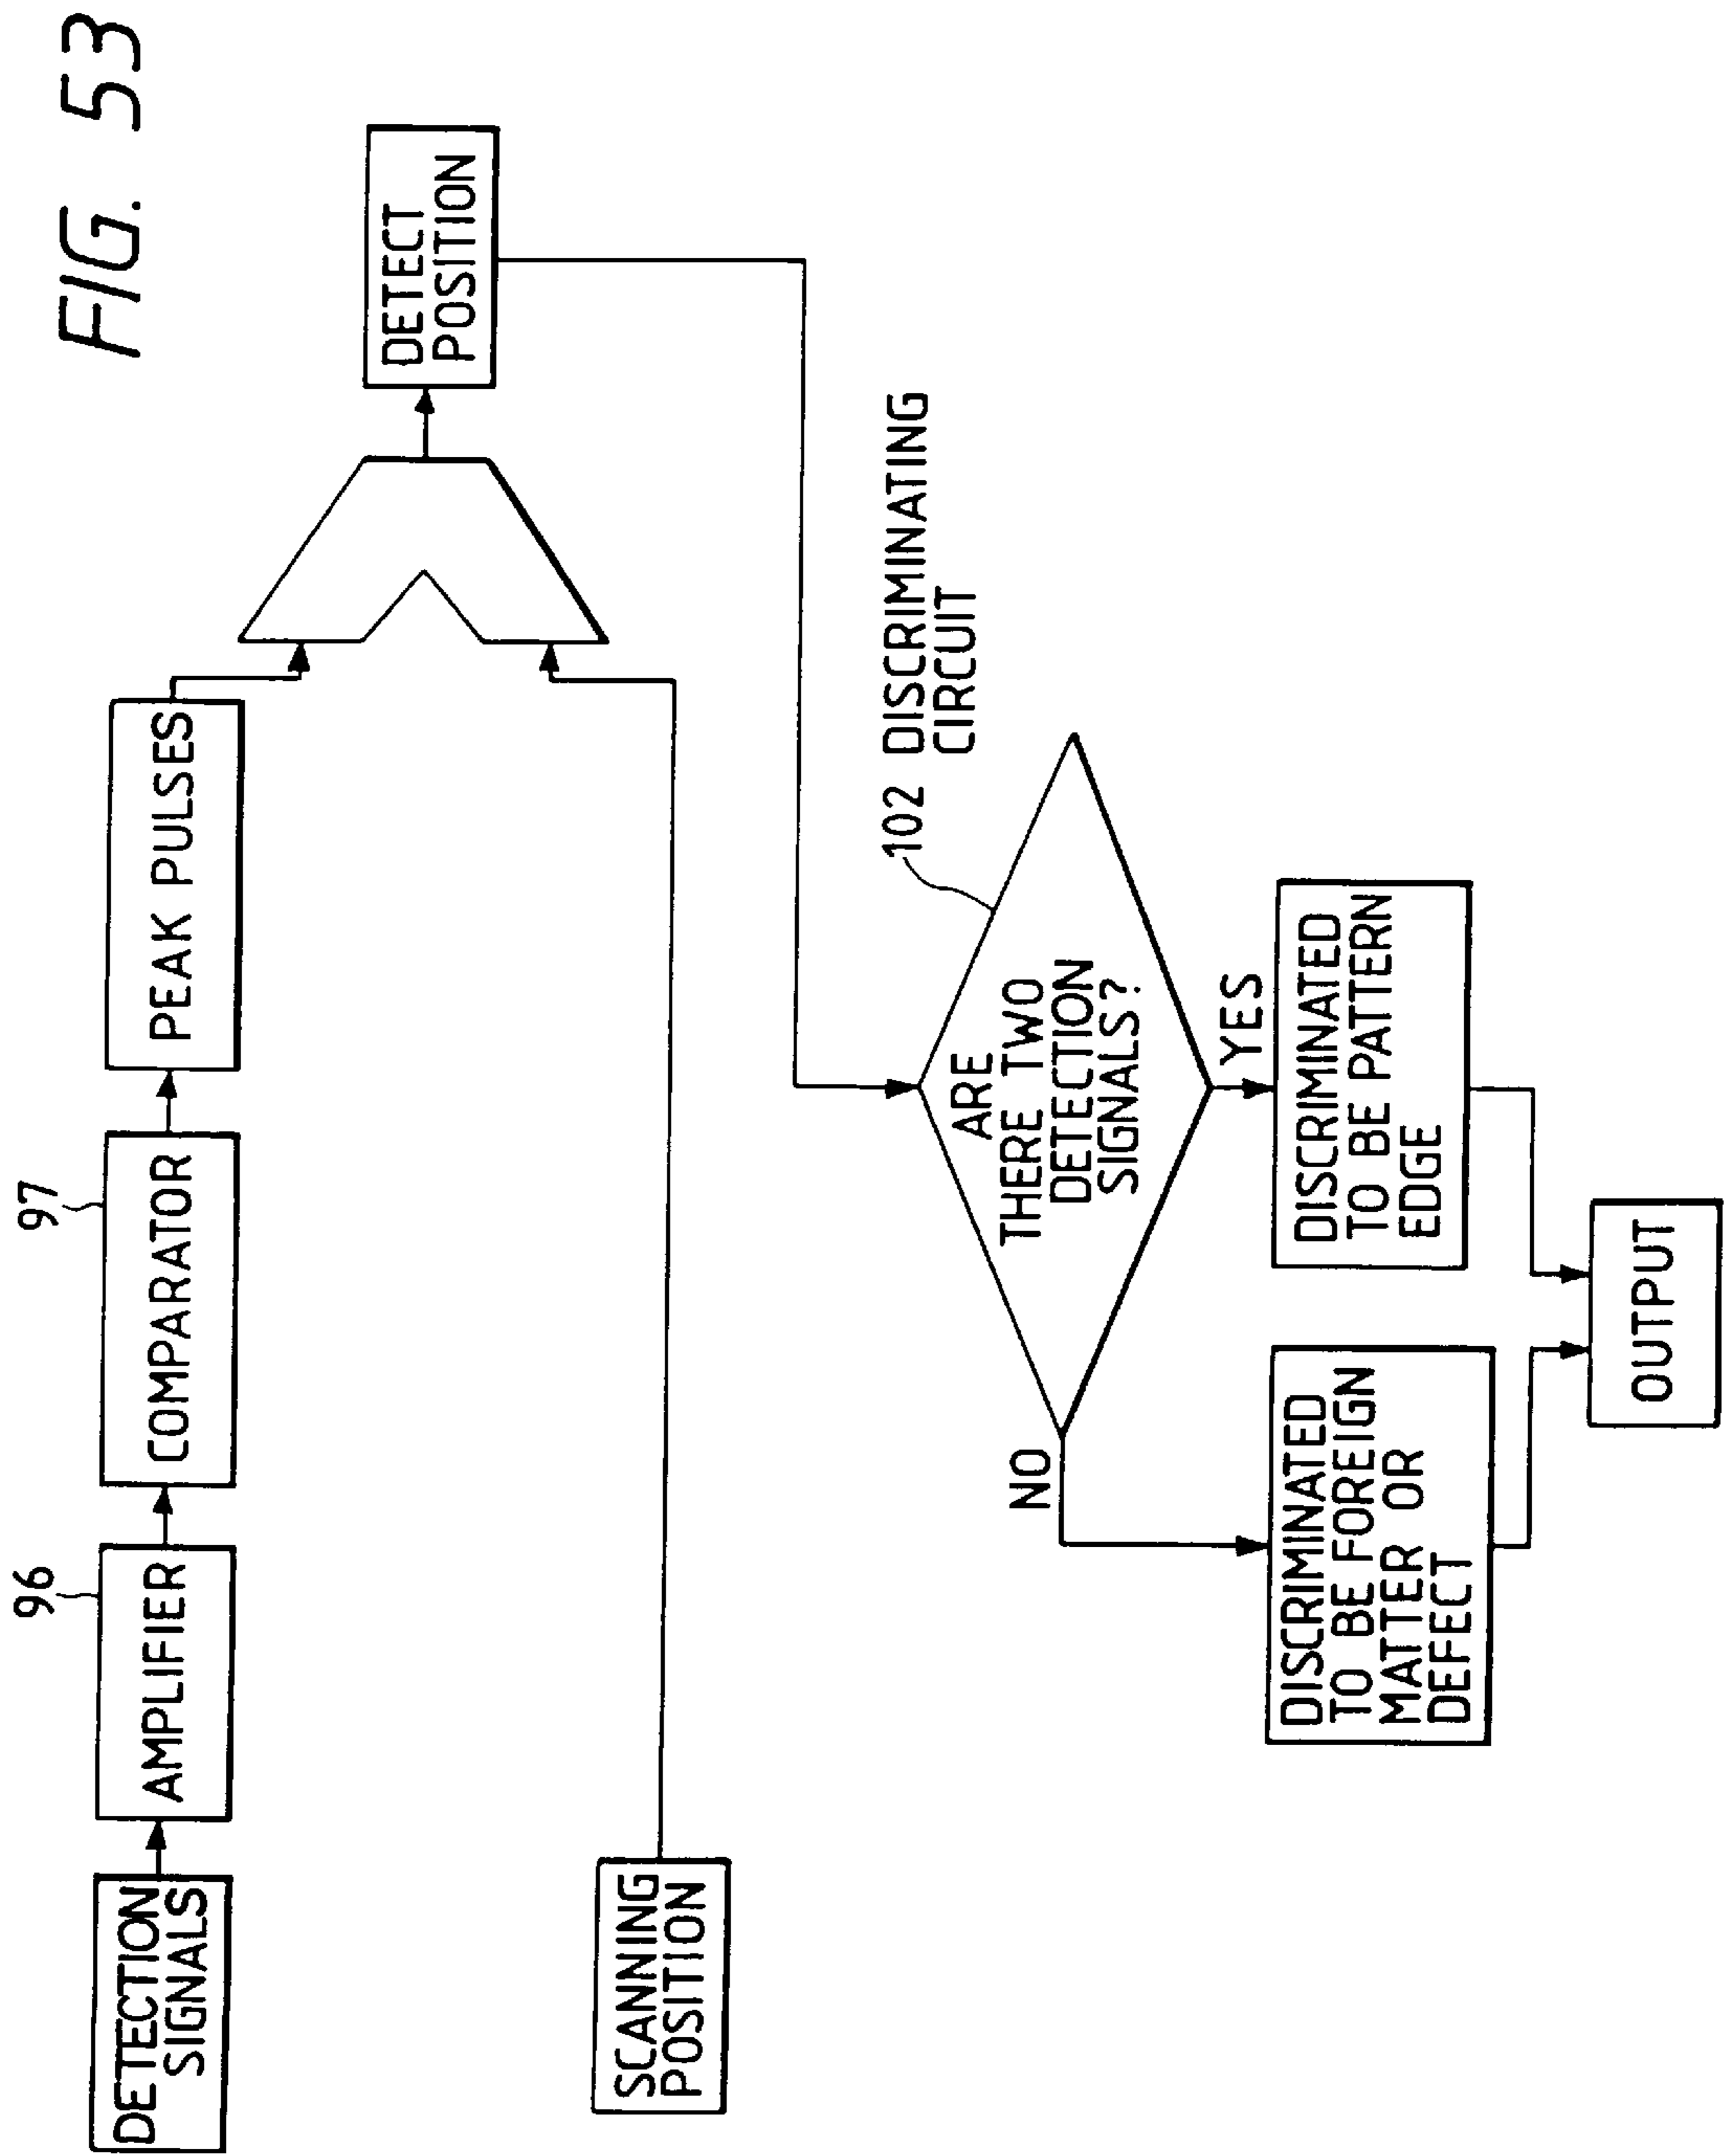 FIG. 53
DETECTION
SIGNALS
96
AMPLIFIER
97
COMPARATOR
PEAK PULSES
SCANNING
POSITION
DETECT
POSITION
102 DISCRIMINATING
CIRCUIT
ARE
THERE TWO
DETECTION
SIGNALS?
NO
YES
DISCRIMINATED
TO BE FOREIGN
MATTER OR
DEFECT
DISCRIMINATED
TO BE PATTERN
EDGE
OUTPUT